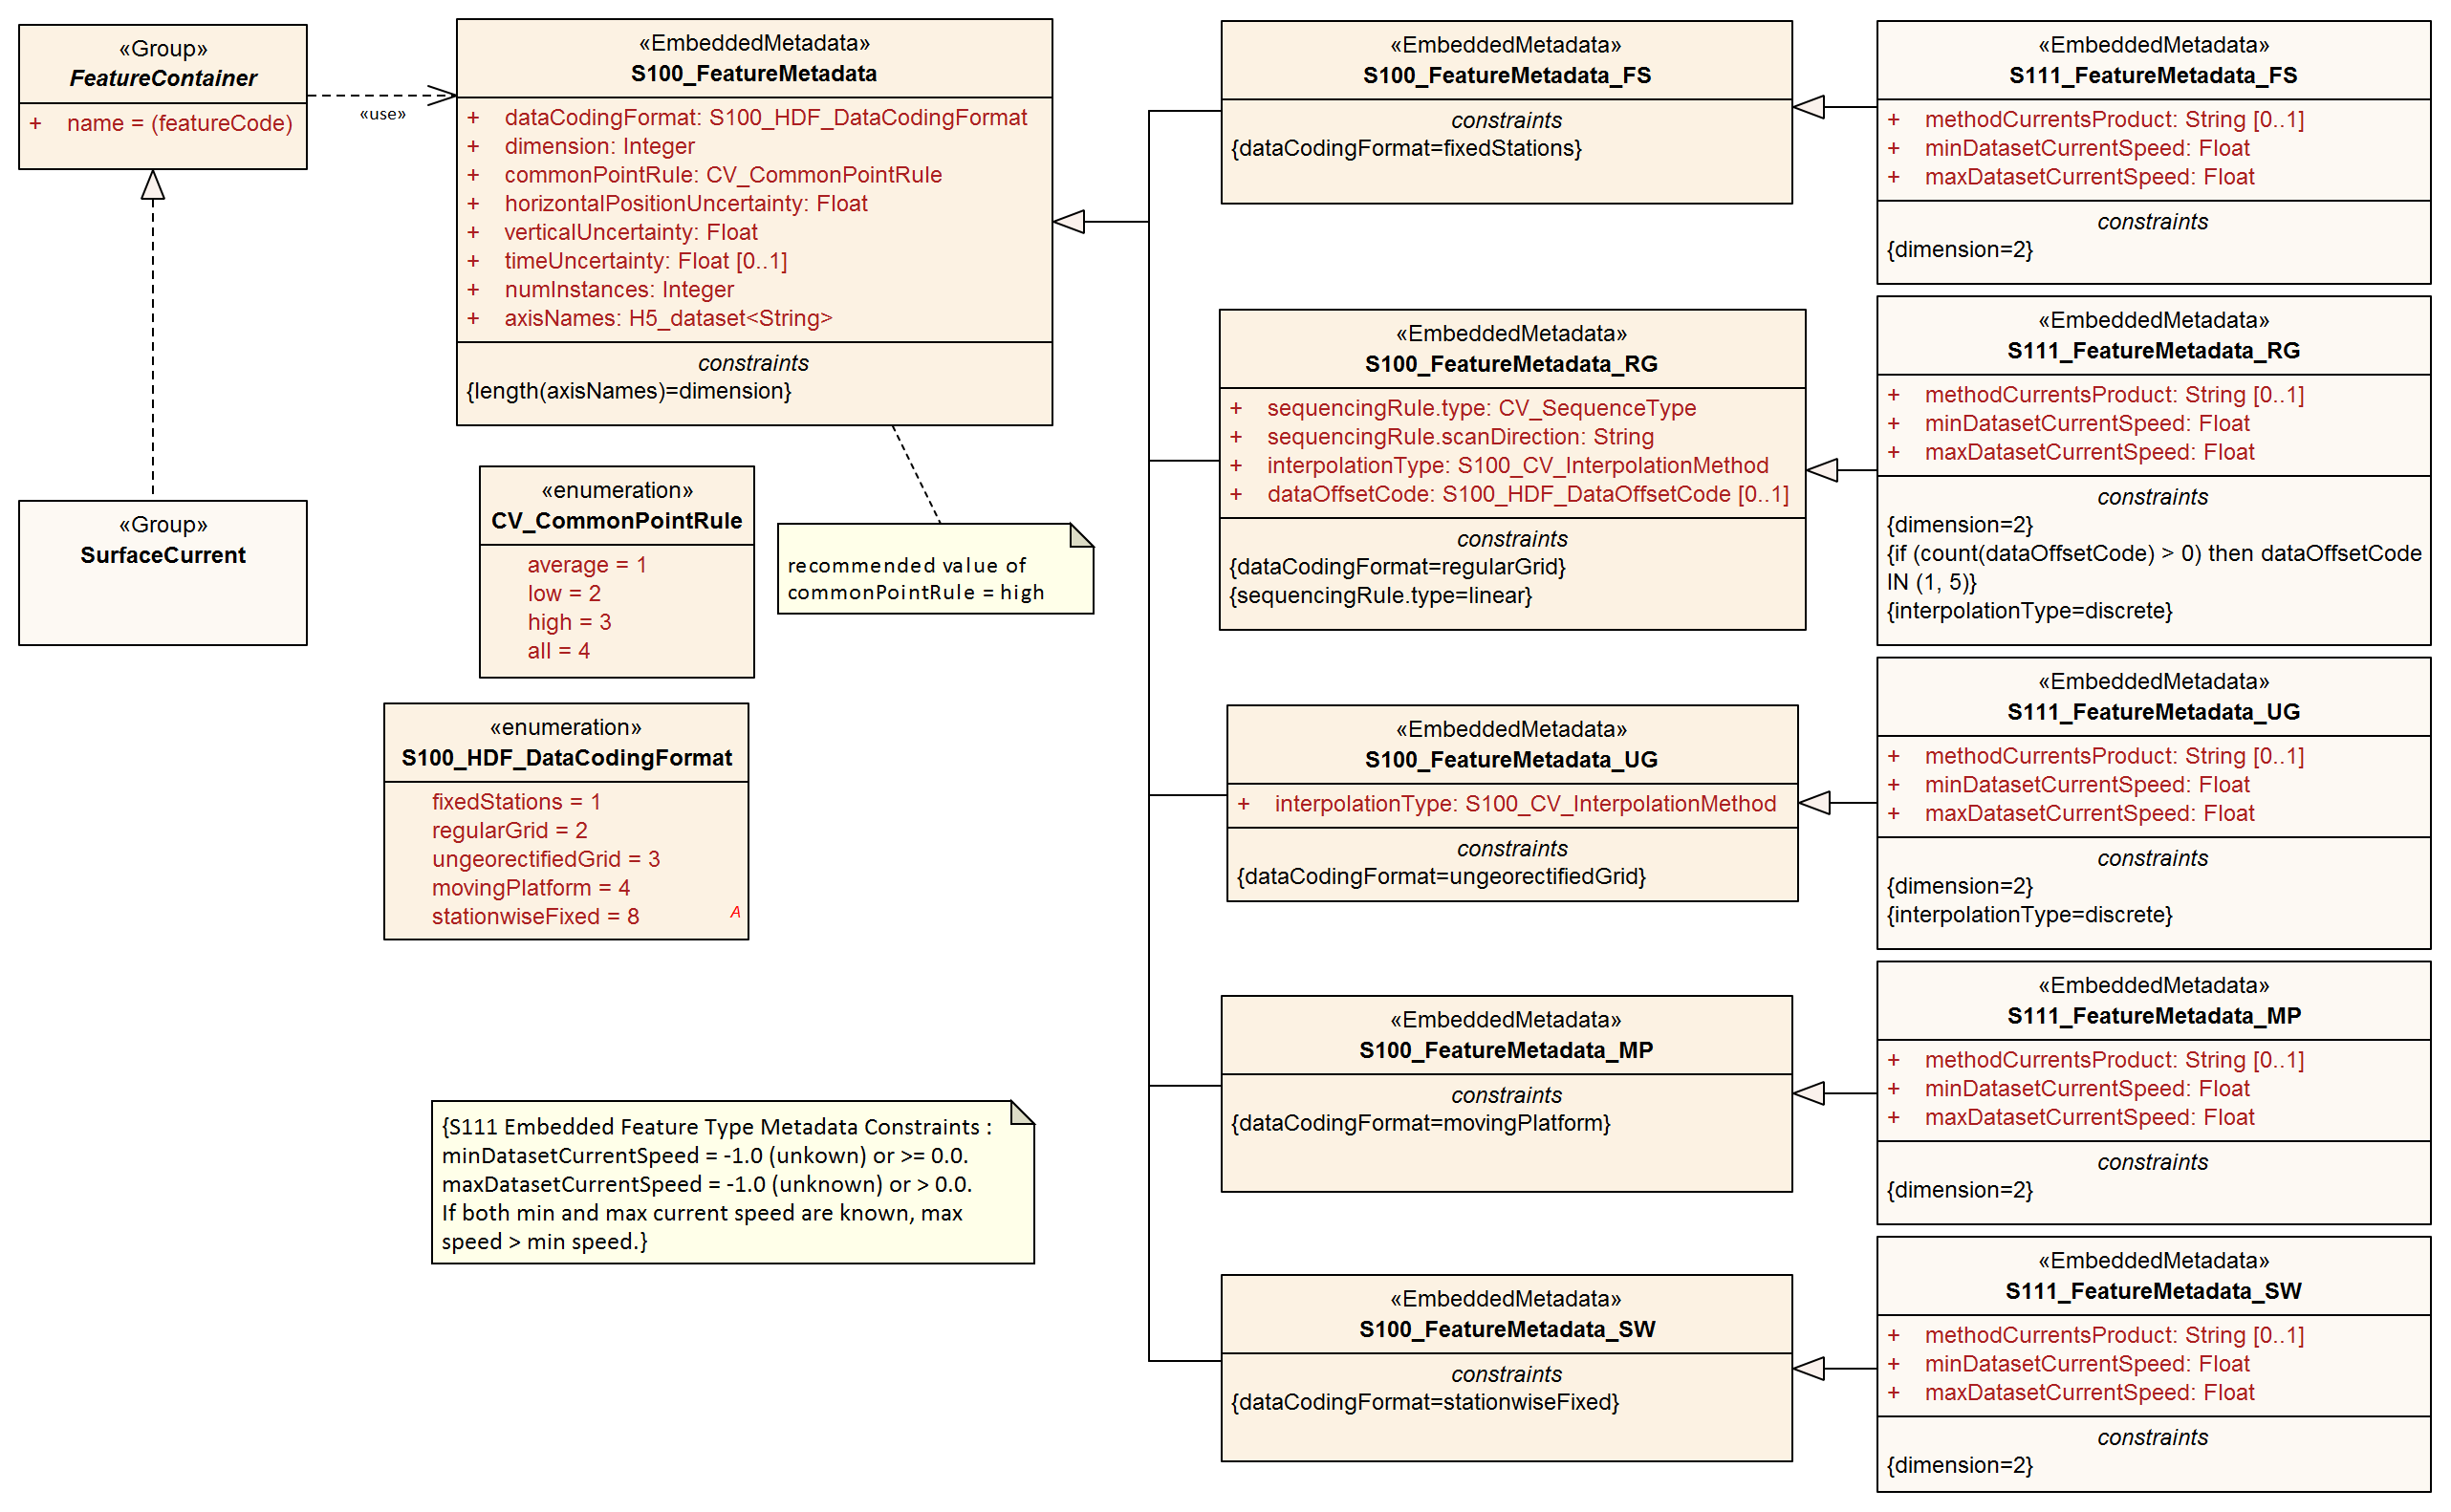 «Group»
FeatureContainer
+ name = (featureCode)
«use»
«Group»
SurfaceCurrent
«EmbeddedMetadata»
S100_FeatureMetadata
+ dataCodingFormat: S100_HDF_DataCodingFormat
+ dimension: Integer
+ commonPointRule: CV_CommonPointRule
+ horizontalPositionUncertainty: Float
+ verticalUncertainty: Float
+ timeUncertainty: Float [0..1]
+ numInstances: Integer
+ axisNames: H5_dataset<String>
constraints
{length(axisNames)=dimension}
«enumeration»
CV_CommonPointRule
average = 1
low = 2
high = 3
all = 4
recommended value of
commonPointRule = high
«enumeration»
S100_HDF_DataCodingFormat
fixedStations = 1
regularGrid = 2
ungeorectifiedGrid = 3
movingPlatform = 4
stationwiseFixed = 8
A
{S111 Embedded Feature Type Metadata Constraints :
minDatasetCurrentSpeed = -1.0 (unkown) or >= 0.0.
maxDatasetCurrentSpeed = -1.0 (unknown) or > 0.0.
If both min and max current speed are known, max
speed > min speed.}
«EmbeddedMetadata»
S100_FeatureMetadata_FS
constraints
{dataCodingFormat=fixedStations}
«EmbeddedMetadata»
S100_FeatureMetadata_RG
+ sequencingRule.type: CV_SequenceType
+ sequencingRule.scanDirection: String
+ interpolationType: S100_CV_InterpolationMethod
+ dataOffsetCode: S100_HDF_DataOffsetCode [0..1]
constraints
{dataCodingFormat=regularGrid}
{sequencingRule.type=linear}
«EmbeddedMetadata»
S100_FeatureMetadata_UG
+ interpolationType: S100_CV_InterpolationMethod
constraints
{dataCodingFormat=ungeorectifiedGrid}
«EmbeddedMetadata»
S100_FeatureMetadata_MP
constraints
{dataCodingFormat=movingPlatform}
«EmbeddedMetadata»
S100_FeatureMetadata_SW
constraints
{dataCodingFormat=stationwiseFixed}
«EmbeddedMetadata»
S111_FeatureMetadata_FS
+ methodCurrentsProduct: String [0..1]
+ minDatasetCurrentSpeed: Float
+ maxDatasetCurrentSpeed: Float
constraints
{dimension=2}
«EmbeddedMetadata»
S111_FeatureMetadata_RG
+ methodCurrentsProduct: String [0..1]
+ minDatasetCurrentSpeed: Float
+ maxDatasetCurrentSpeed: Float
constraints
{dimension=2}
{if (count(dataOffsetCode) > 0) then dataOffsetCode
IN (1, 5)}
{interpolationType=discrete}
«EmbeddedMetadata»
S111_FeatureMetadata_UG
+ methodCurrentsProduct: String [0..1]
+ minDatasetCurrentSpeed: Float
+ maxDatasetCurrentSpeed: Float
constraints
{dimension=2}
{interpolationType=discrete}
«EmbeddedMetadata»
S111_FeatureMetadata_MP
+ methodCurrentsProduct: String [0..1]
+ minDatasetCurrentSpeed: Float
+ maxDatasetCurrentSpeed: Float
constraints
{dimension=2}
«EmbeddedMetadata»
S111_FeatureMetadata_SW
+ methodCurrentsProduct: String [0..1]
+ minDatasetCurrentSpeed: Float
+ maxDatasetCurrentSpeed: Float
constraints
{dimension=2}